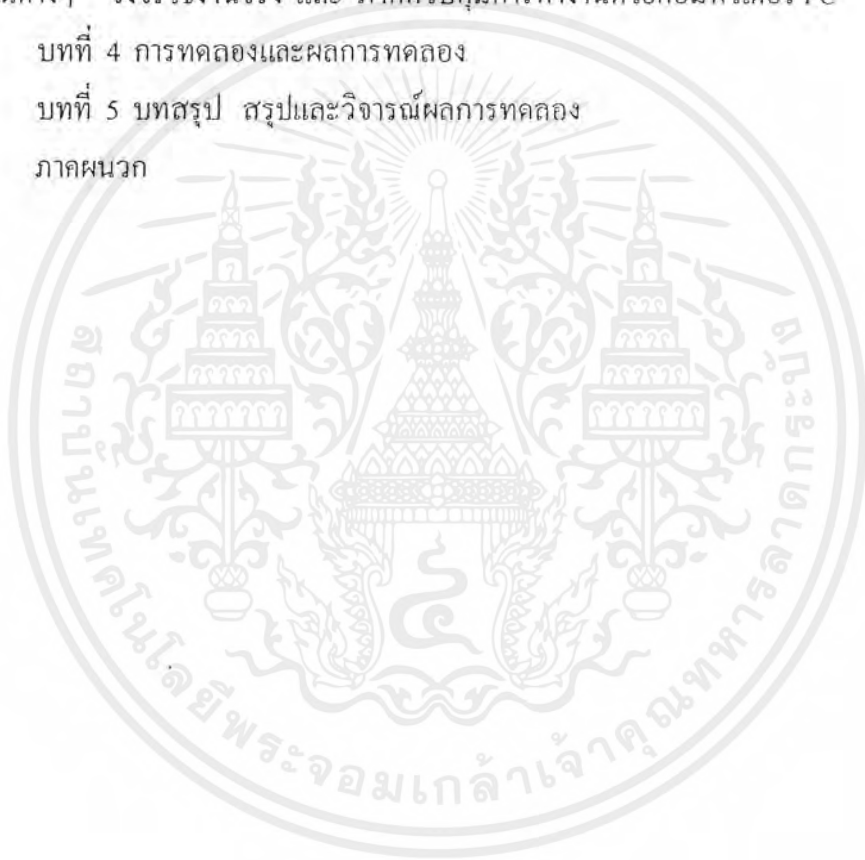 บทที่ 4 การทดลองและผลการทดลอง
บทที่ 5 บทสรุป สรุปและวิจารณ์ผลการทดลอง
ภาคผนวก
สถาบันเทคโนโลยีพระจอมเกล้าเจ้าคุณทหารลาดกระบัง